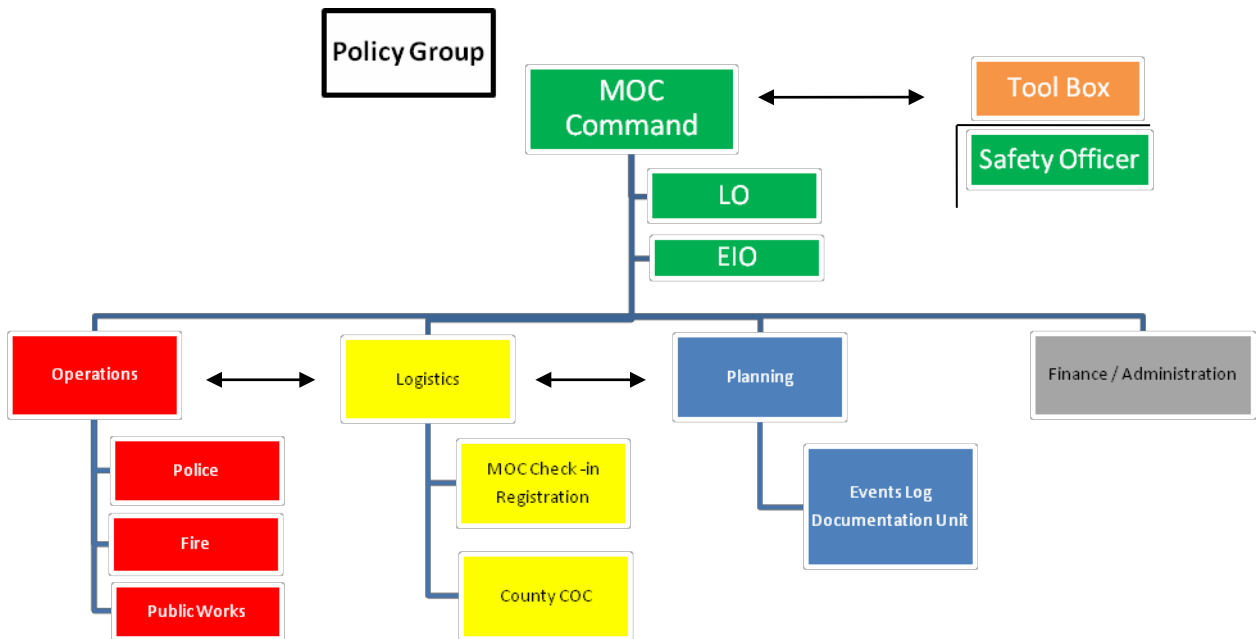 Policy Group
MOC
Command
Tool Box
Safety Officer
LO
EIO
Operations
Logistics
Planning
Finance / Administration
Police
Fire
Public Works
MOC Check -in
Registration
County COC
Events Log
Documentation Unit